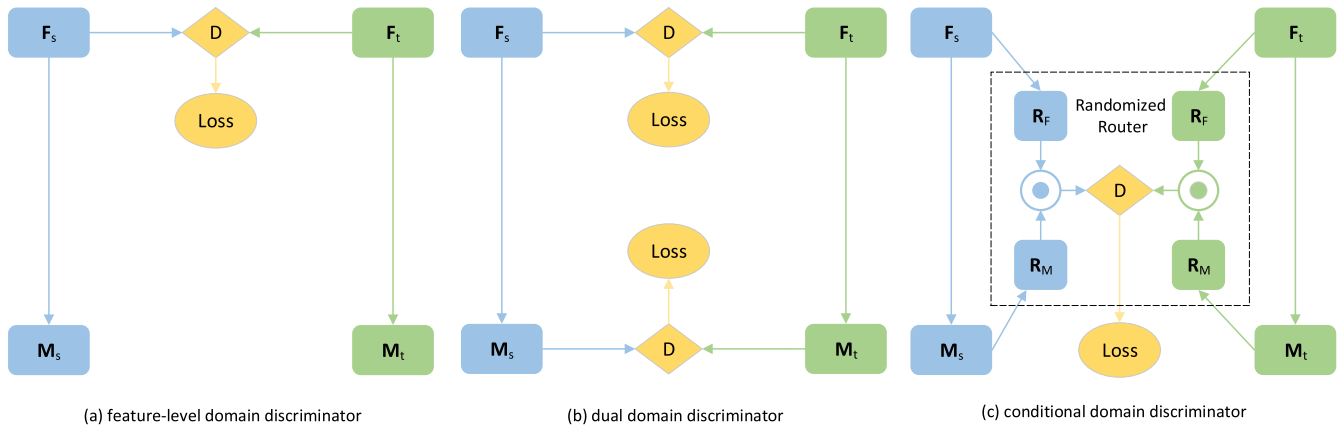 Fs
D
Ft
Loss
Ms
Mt
(a) feature-level domain discriminator
Fs
D
Ft
Loss
Loss
Ms
D
Mt
(b) dual domain discriminator
Fs
Ft
RF
Randomized
Router
RF
D
RM
RM
Ms
Loss
Mt
(c) conditional domain discriminator